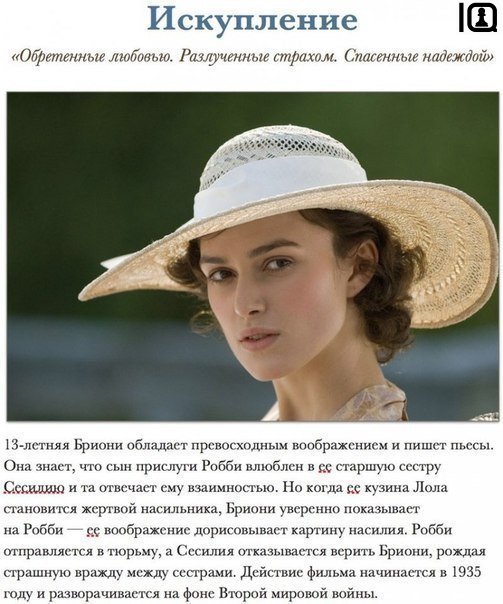 Искупление
«Обретенные любовью. Разлученные страхом. Спасенные надеждой»
13-летняя Бриони обладает превосходным воображением и пишет пьесы.
Она знает, что сын прислуги Робби влюблен в ее старшую сестру
Сесилию и та отвечает ему взаимностью. Но когда ее кузина Лола
становится жертвой насильника, Бриони уверенно показывает
на Робби — ее воображение дорисовывает картину насилия. Робби
отправляется в тюрьму, а Сесилия отказывается верить Бриони, рождая
страшную вражду между сестрами. Действие фильма начинается в 1935
году и разворачивается на фоне Второй мировой войны.